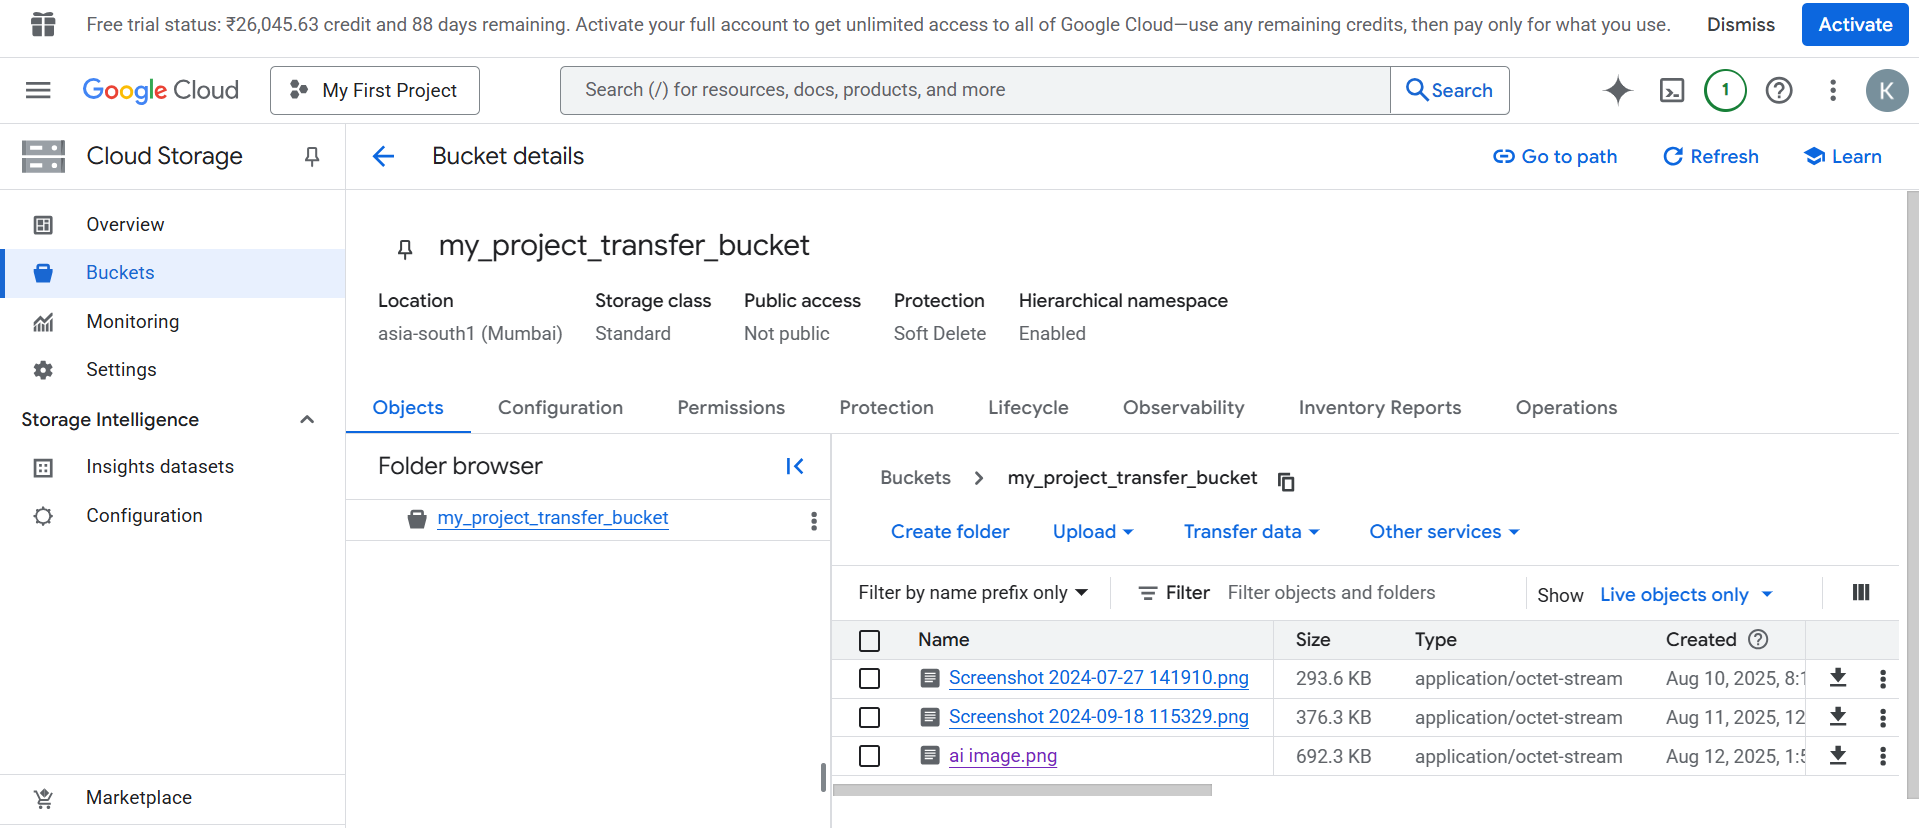 Free trial status: ₹26,045.63 credit and 88 days remaining. Activate your full account to get unlimited access to all of Google Cloud—use any remaining credits, then pay only for what you use. Dismiss Activate
Google Cloud My First Project Search (/) for resources, docs, products, and more Search 1 K
Cloud Storage
Bucket details Go to path Refresh Learn
Overview
Buckets
Monitoring
Settings
Storage Intelligence
Insights datasets
Configuration
Marketplace
my_project_transfer_bucket
Location Storage class Public access Protection Hierarchical namespace
asia-south1 (Mumbai) Standard Not public Soft Delete Enabled
Objects Configuration Permissions Protection Lifecycle Observability Inventory Reports Operations
Folder browser
my_project_transfer_bucket
Buckets my_project_transfer_bucket
Create folder Upload Transfer data Other services
Filter by name prefix only Filter Filter objects and folders Show Live objects only
Name Size Type Created
Screenshot 2024-07-27 141910.png 293.6 KB application/octet-stream Aug 10, 2025, 8:1
Screenshot 2024-09-18 115329.png 376.3 KB application/octet-stream Aug 11, 2025, 12
ai image.png 692.3 KB application/octet-stream Aug 12, 2025, 1:5